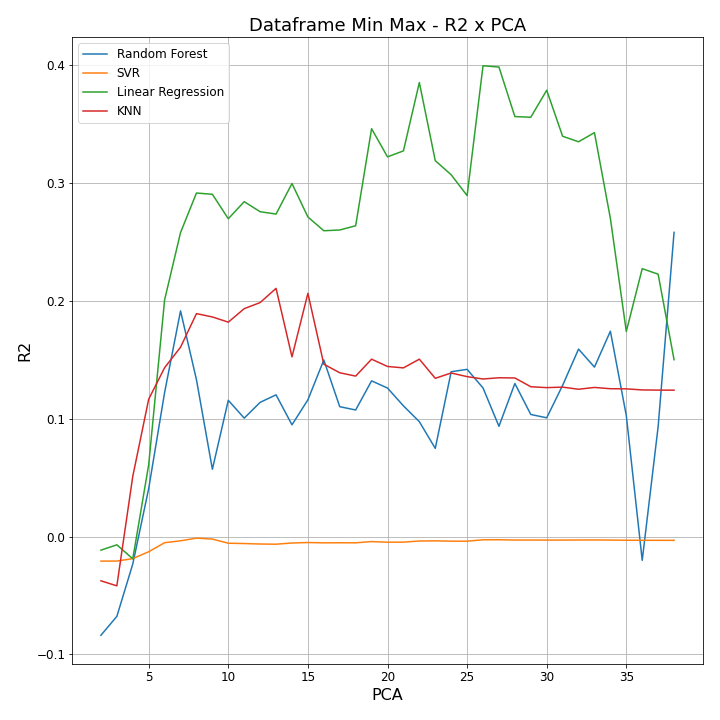 Dataframe Min Max - R2 x PCA
Random Forest
SVR
Linear Regression
KNN
0.4
0.3
0.2
0.1
0.0
−0.1
R2
5 10 15 20 25 30 35
PCA